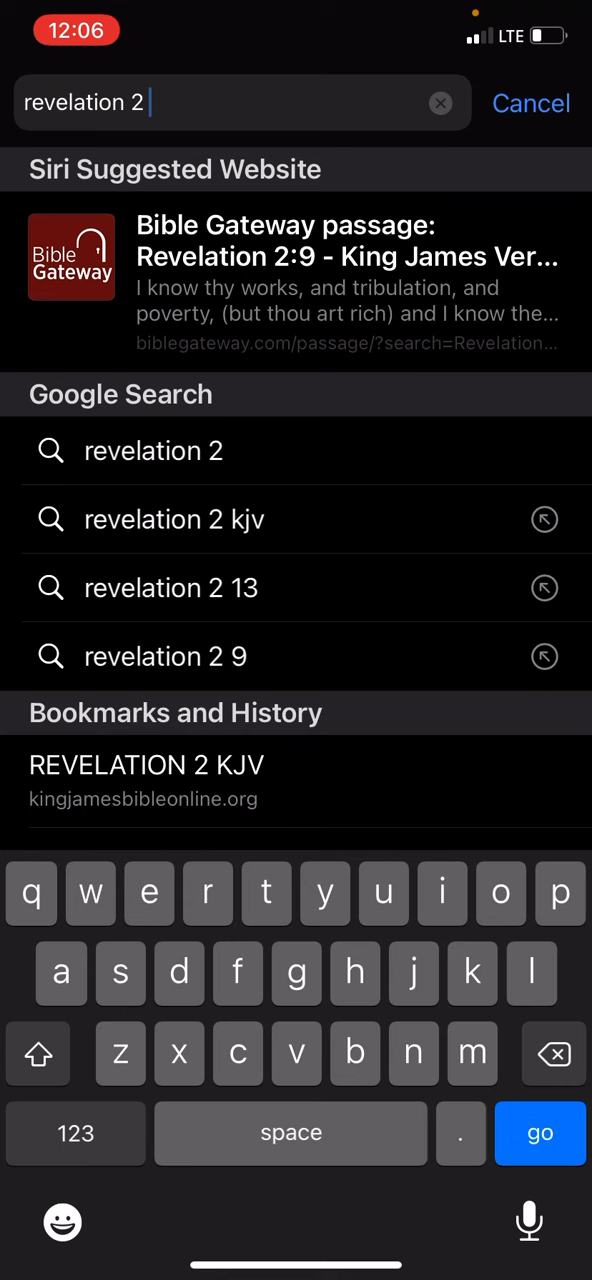 12:06
LTE
revelation 2
Cancel
Siri Suggested Website
Bible Gateway
Bible Gateway passage:
Revelation 2:9 - King James Ver...
I know thy works, and tribulation, and
poverty, (but thou art rich) and I know the...
biblegateway.com/passage/?search=Revelation...
Google Search
revelation 2
revelation 2 kjv
revelation 2 13
revelation 2 9
Bookmarks and History
REVELATION 2 KJV
kingjamesbibleonline.org
q w e r t y u i o p
a s d f g h j k l
z x c v b n m
123 space . go